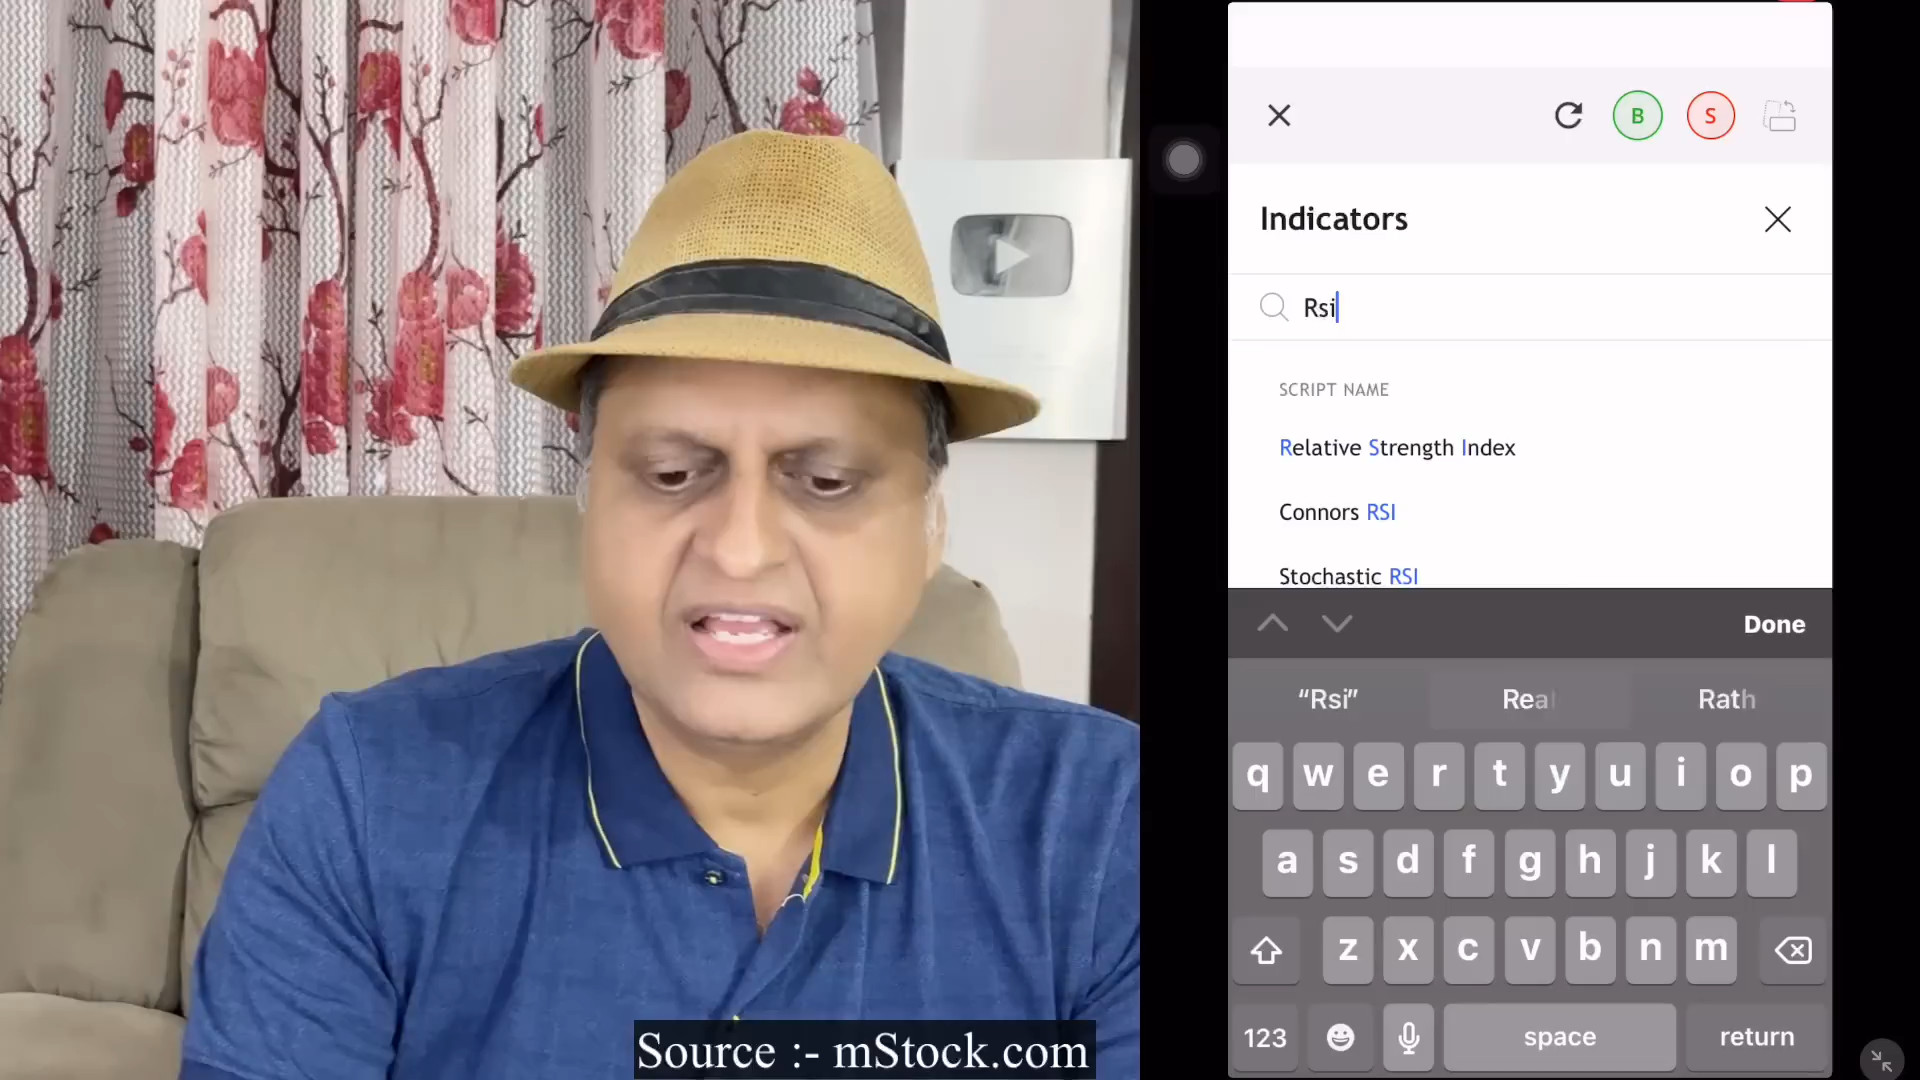 B
S
Indicators
Rsi
SCRIPT NAME
Relative Strength Index
Connors RSI
Stochastic RSI
Done
“Rsi”
Real
Rath
q w e r t y u i o p
a s d f g h j k l
z x c v b n m
123
space
return
Source :- mStock.com